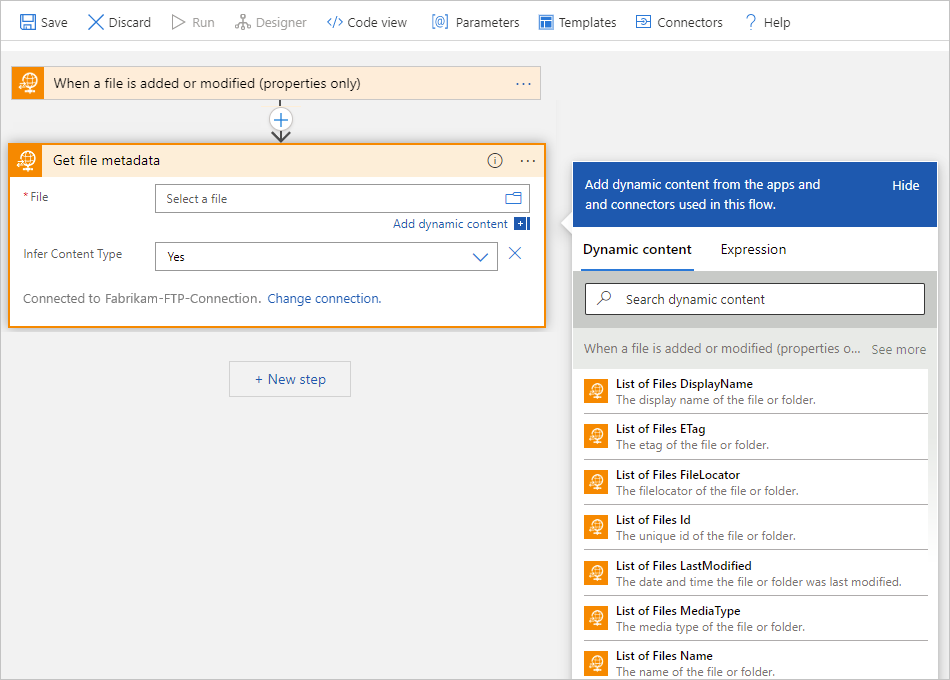 Save Discard Run Designer Code view Parameters Templates Connectors Help
When a file is added or modified (properties only)
Get file metadata
* File
Select a file
Add dynamic content
Infer Content Type
Yes
Connected to Fabrikam-FTP-Connection. Change connection.
+ New step
Add dynamic content from the apps and
and connectors used in this flow.
Hide
Dynamic content Expression
Search dynamic content
When a file is added or modified (properties o... See more
List of Files DisplayName
The display name of the file or folder.
List of Files ETag
The etag of the file or folder.
List of Files FileLocator
The filelocator of the file or folder.
List of Files Id
The unique id of the file or folder.
List of Files LastModified
The date and time the file or folder was last modified.
List of Files MediaType
The media type of the file or folder.
List of Files Name
The name of the file or folder.